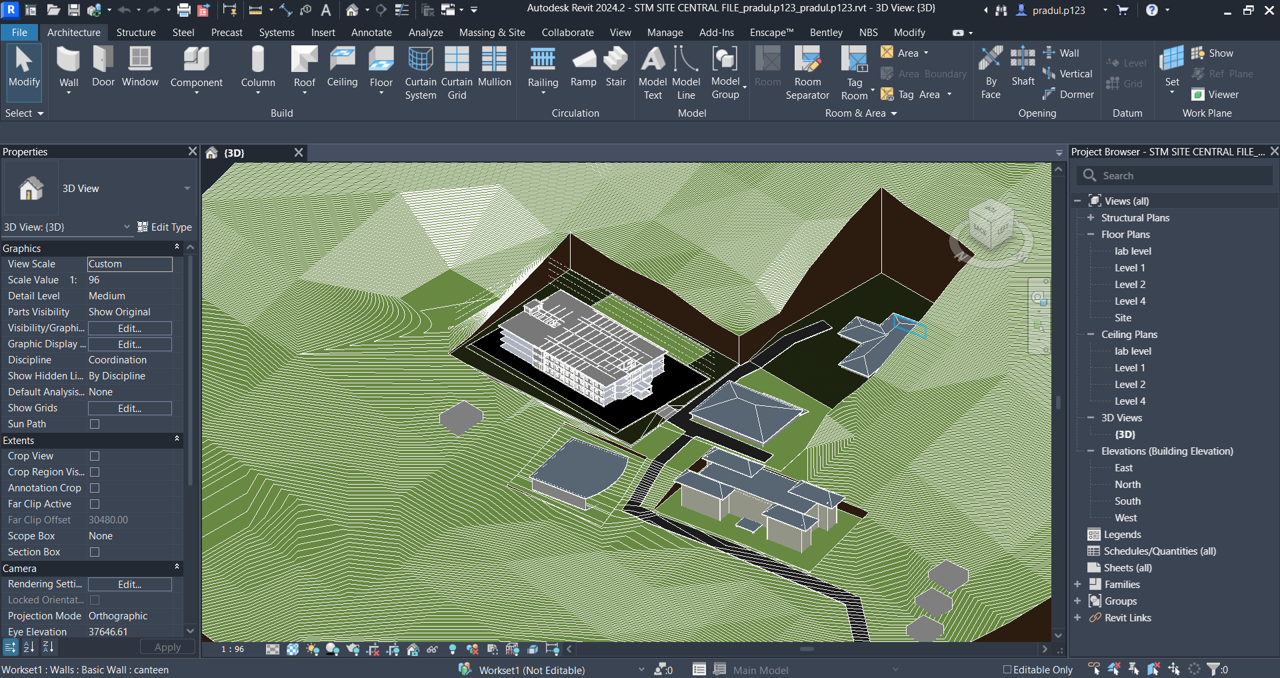 Autodesk Revit 2024.2 - STM SITE CENTRAL FILE_pradul.p123_pradul.p123.rvt - 3D View: {3D}
pradul.p123
File Architecture Structure Steel Precast Systems Insert Annotate Analyze Massing & Site Collaborate View Manage Add-Ins Enscape™ Bentley NBS Modify
Modify Wall Door Window Component Column Roof Ceiling Floor Curtain System Curtain Grid Mullion Railing Ramp Stair Model Text Model Line Model Group Room Room Separator Tag Room
Area
Area Boundary
Tag Area
By Face Shaft
Wall
Vertical
Dormer
Level
Grid
Set
Show
Ref Plane
Viewer
Select Build Circulation Model Room & Area Opening Datum Work Plane
Properties
3D View
3D View: {3D} Edit Type
Graphics
View Scale Custom
Scale Value 1: 96
Detail Level Medium
Parts Visibility Show Original
Visibility/Graphi... Edit...
Graphic Display ... Edit...
Discipline Coordination
Show Hidden Li... By Discipline
Default Analysis... None
Show Grids Edit...
Sun Path
Extents
Crop View
Crop Region Vis...
Annotation Crop
Far Clip Active
Far Clip Offset 30480.00
Scope Box None
Section Box
Camera
Rendering Setti... Edit...
Locked Orientat...
Projection Mode Orthographic
Eye Elevation 37646.61
Apply
{3D}
BACK LEFT
1 : 96
Project Browser - STM SITE CENTRAL FILE_...
Search
Views (all)
Structural Plans
Floor Plans
lab level
Level 1
Level 2
Level 4
Site
Ceiling Plans
lab level
Level 1
Level 2
Level 4
3D Views
{3D}
Elevations (Building Elevation)
East
North
South
West
Legends
Schedules/Quantities (all)
Sheets (all)
Families
Groups
Revit Links
Workset1 : Walls : Basic Wall : canteen
Workset1 (Not Editable)
:0
Main Model
Editable Only
:0